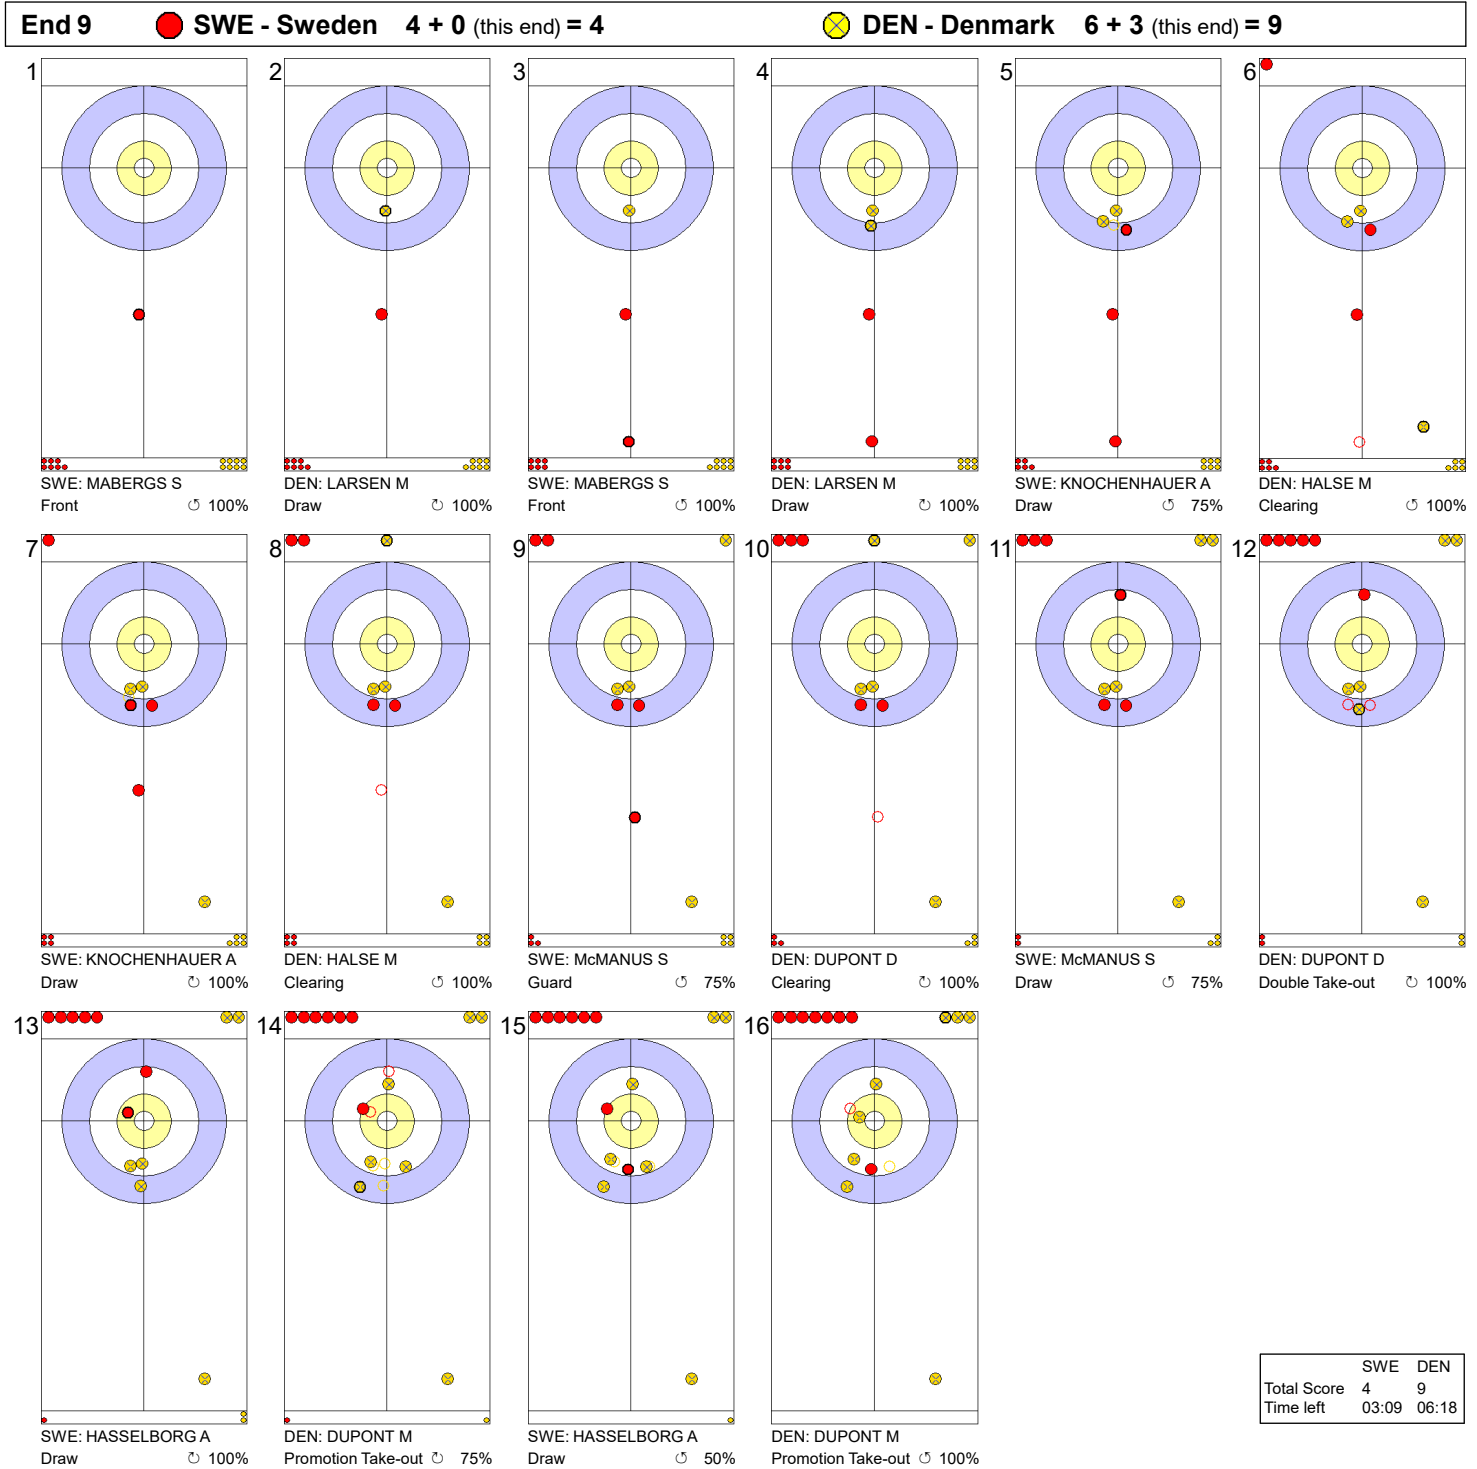 End 9 SWE - Sweden 4 + 0 (this end) = 4 DEN - Denmark 6 + 3 (this end) = 9
1 2 3 4 5 6
SWE: MABERGS S DEN: LARSEN M SWE: MABERGS S DEN: LARSEN M SWE: KNOCHENHAUER A DEN: HALSE M
Front 100% Draw 100% Front 100% Draw 100% Draw 75% Clearing 100%
7 8 9 10 11 12
SWE: KNOCHENHAUER A DEN: HALSE M SWE: McMANUS S DEN: DUPONT D SWE: McMANUS S DEN: DUPONT D
Draw 100% Clearing 100% Guard 75% Clearing 100% Draw 75% Double Take-out 100%
13 14 15 16
SWE: HASSELBORG A DEN: DUPONT M SWE: HASSELBORG A DEN: DUPONT M
Draw 100% Promotion Take-out 75% Draw 50% Promotion Take-out 100%
SWE DEN
Total Score 4 9
Time left 03:09 06:18